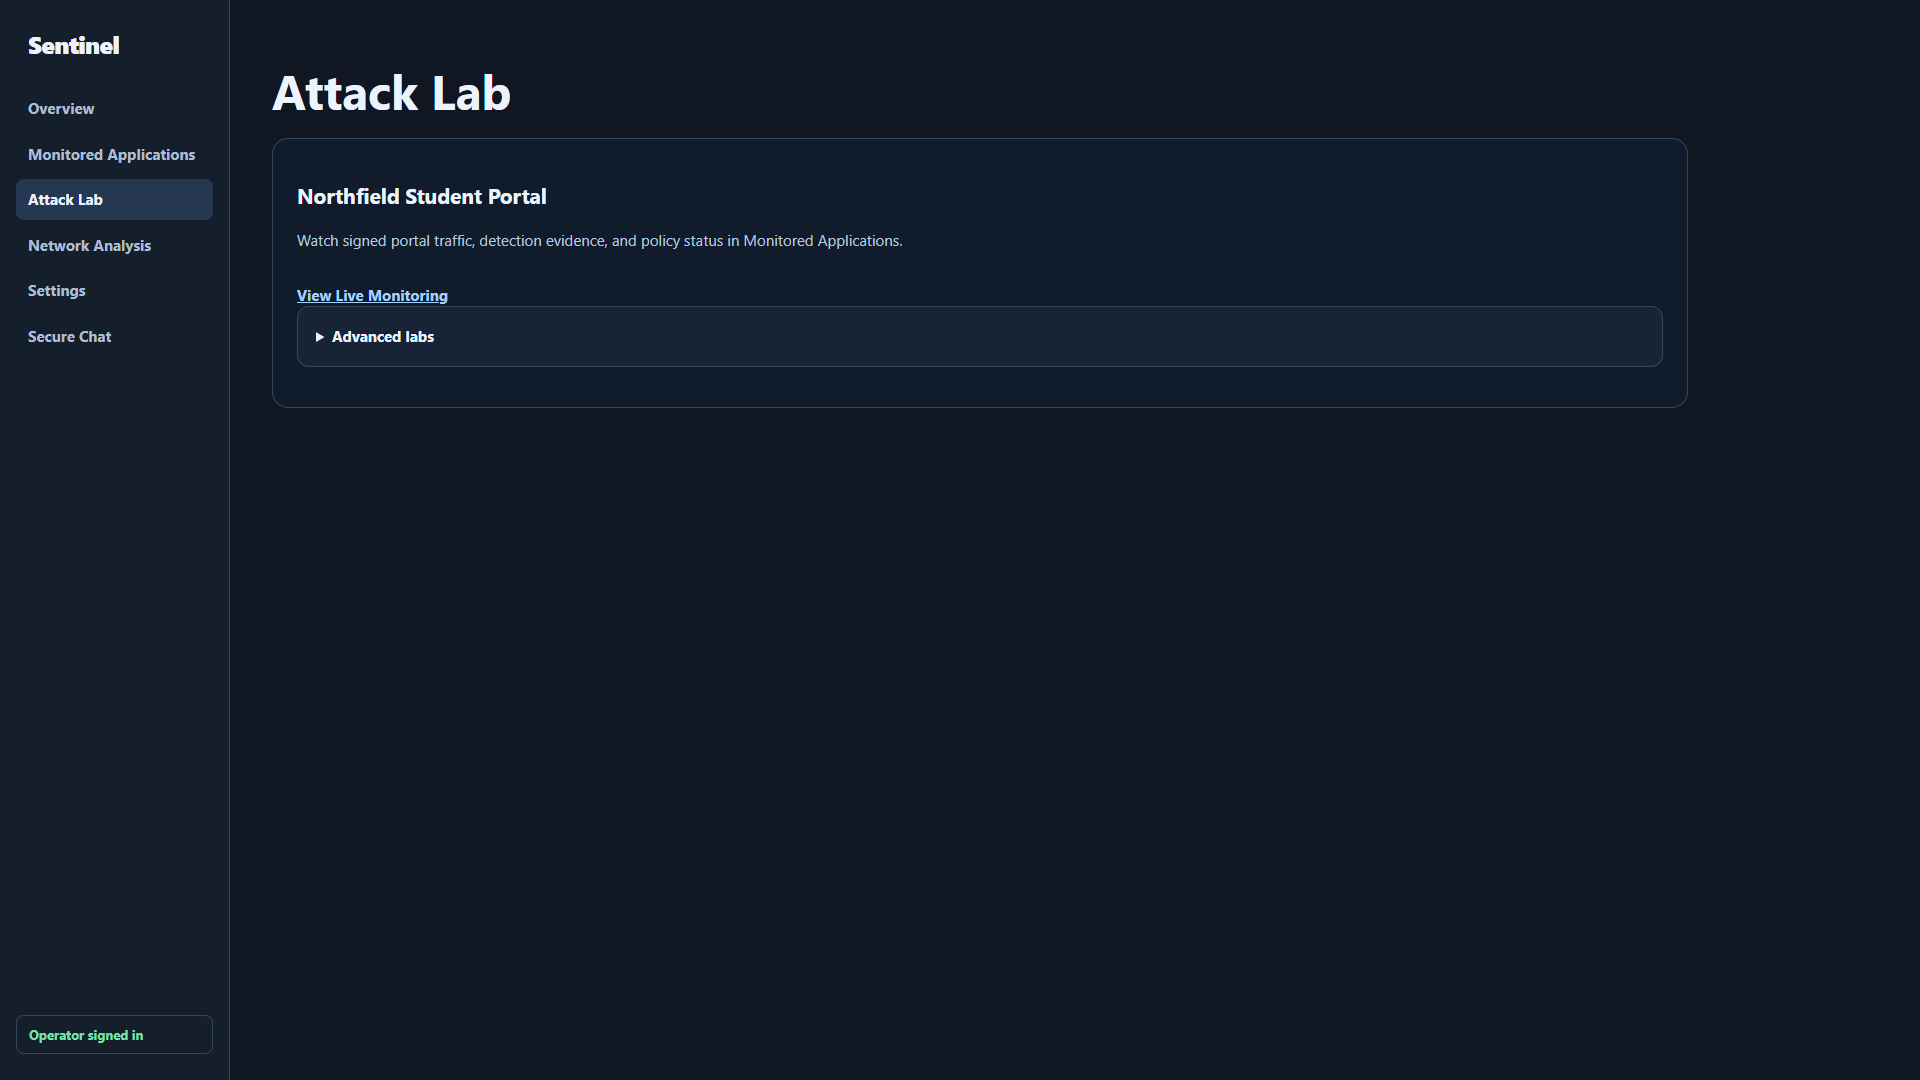 Sentinel
Overview
Monitored Applications
Attack Lab
Network Analysis
Settings
Secure Chat
Operator signed in
Attack Lab
Northfield Student Portal
Watch signed portal traffic, detection evidence, and policy status in Monitored Applications.
View Live Monitoring
Advanced labs